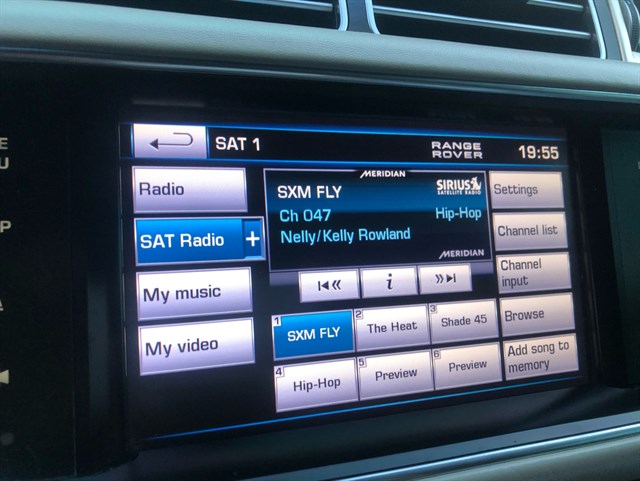 SAT 1
RANGE
ROVER
19:55
Radio
SAT Radio +
My music
My video
MERIDIAN
SXM FLY
SIRIUS
SATELLITE RADIO
Ch 047
Hip-Hop
Nelly/Kelly Rowland
MERIDIAN
i
1
SXM FLY
2
The Heat
3
Shade 45
4
Hip-Hop
5
Preview
6
Preview
Settings
Channel list
Channel
input
Browse
Add song to
memory